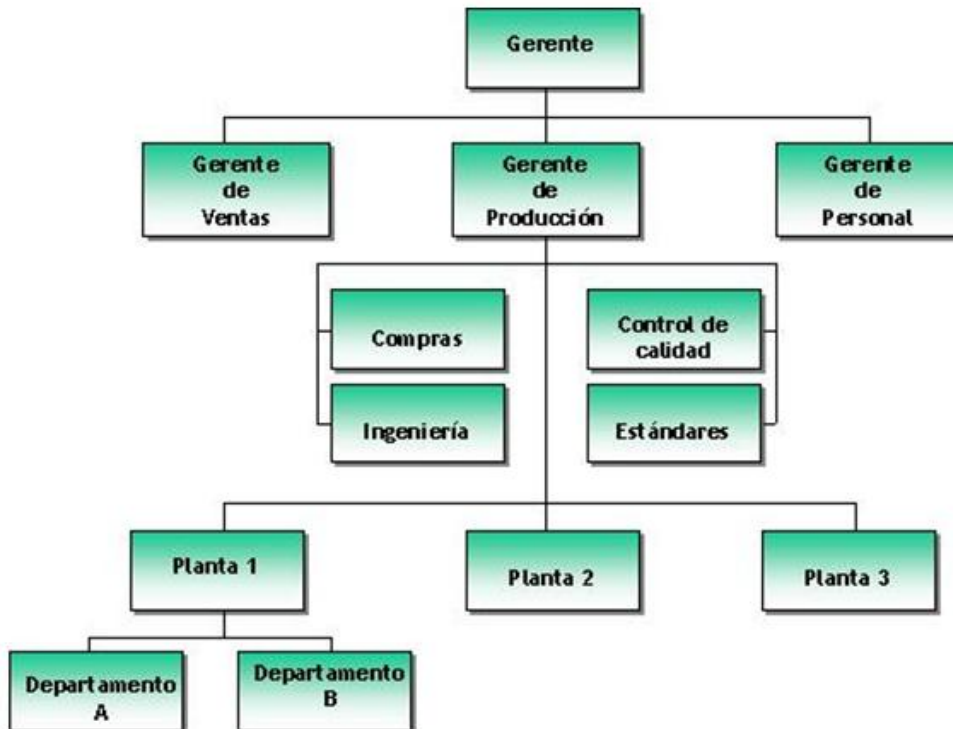 Gerente
Gerente
de
Ventas
Gerente
de
Producción
Gerente
de
Personal
Compras
Control de
calidad
Ingeniería
Estándares
Planta 1
Planta 2
Planta 3
Departamento
A
Departamento
B